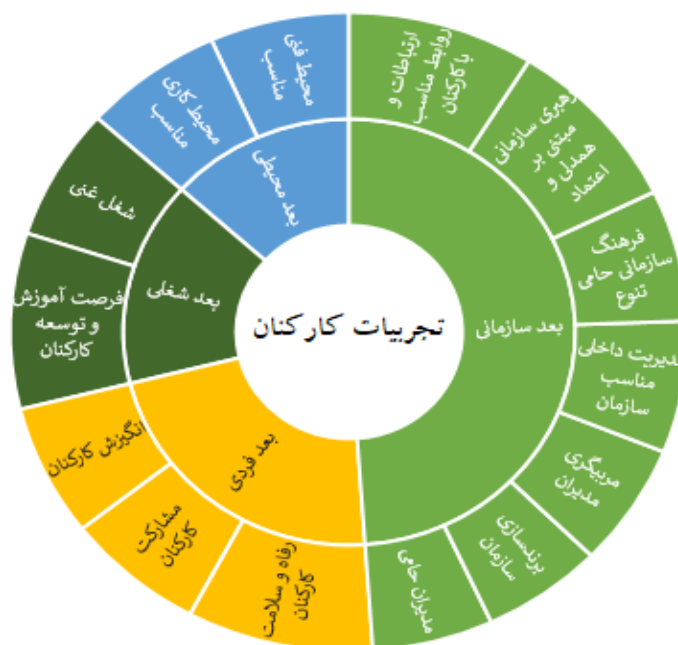 تجربیات کارکنان
بعد سازمانی
ارتباطات و
روابط مناسب
با کارکنان
رهبری سازمانی
مبتنی بر
همدلی و
اعتماد
فرهنگ
سازمانی حامی
تنوع
مدیریت داخلی
مناسب
سازمان
مربیگری
مدیران
برندسازی
سازمان
مدیران حامی
بعد فردی
رفاه و سلامت
کارکنان
مشارکت
کارکنان
انگیزش کارکنان
بعد شغلی
فرصت آموزش
و توسعه
کارکنان
شغل غنی
بعد محیطی
محیط کاری
مناسب
محیط فنی
مناسب